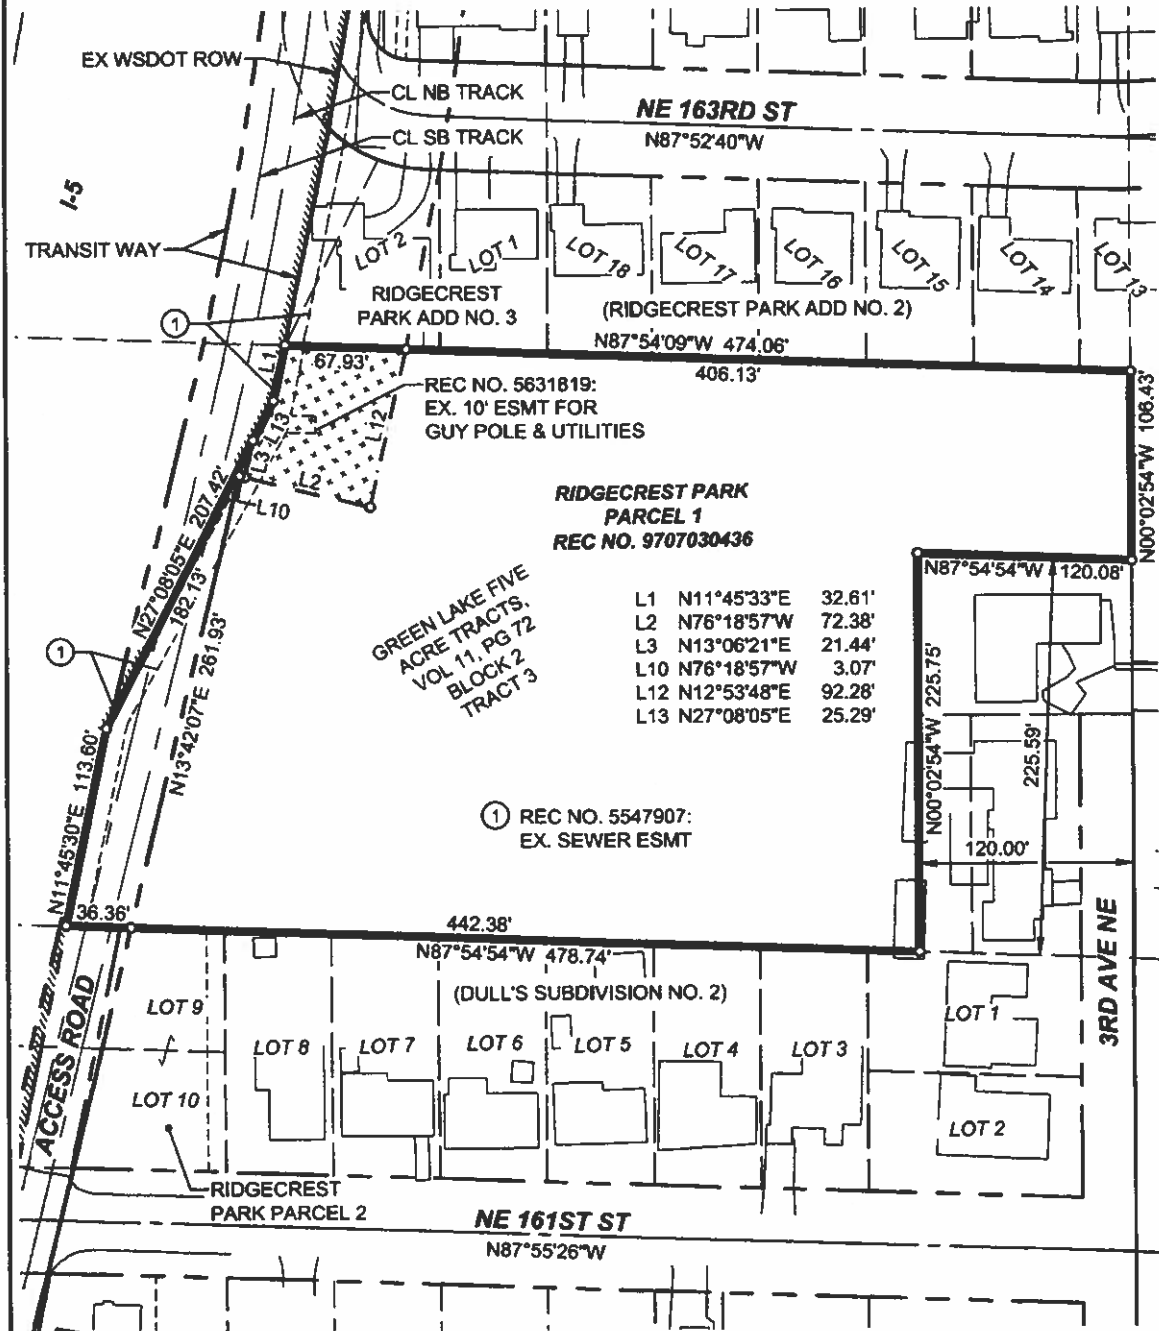 EX WSDOT ROW
CL NB TRACK
CL SB TRACK
NE 163RD ST
N87°52'40"W
I-5
TRANSIT WAY
LOT 2
LOT 1
LOT 18
LOT 17
LOT 16
LOT 15
LOT 14
LOT 13
RIDGECREST
PARK ADD NO. 3
(RIDGECREST PARK ADD NO. 2)
1
N87°54'09"W 474.06'
67.93'
406.13'
L1
REC NO. 5631819:
EX. 10' ESMT FOR
GUY POLE & UTILITIES
L13
L12
L3
L2
L10
N00°02'54"W 106.43'
RIDGECREST PARK
PARCEL 1
REC NO. 9707030436
N27°08'05"E 207.42'
182.13'
N13°42'07"E 261.93'
N87°54'54"W 120.08'
GREEN LAKE FIVE
ACRE TRACTS,
VOL 11, PG 72
BLOCK 2
TRACT 3
L1 N11°45'33"E 32.61'
L2 N76°18'57"W 72.38'
L3 N13°06'21"E 21.44'
L10 N76°18'57"W 3.07'
L12 N12°53'48"E 92.28'
L13 N27°08'05"E 25.29'
1
N00°02'54"W 225.75'
225.59'
N11°45'30"E 113.60'
1 REC NO. 5547907:
EX. SEWER ESMT
120.00'
36.36'
442.38'
N87°54'54"W 478.74'
3RD AVE NE
(DULL'S SUBDIVISION NO. 2)
ACCESS ROAD
LOT 9
LOT 8
LOT 7
LOT 6
LOT 5
LOT 4
LOT 3
LOT 1
LOT 10
LOT 2
RIDGECREST
PARK PARCEL 2
NE 161ST ST
N87°55'26"W